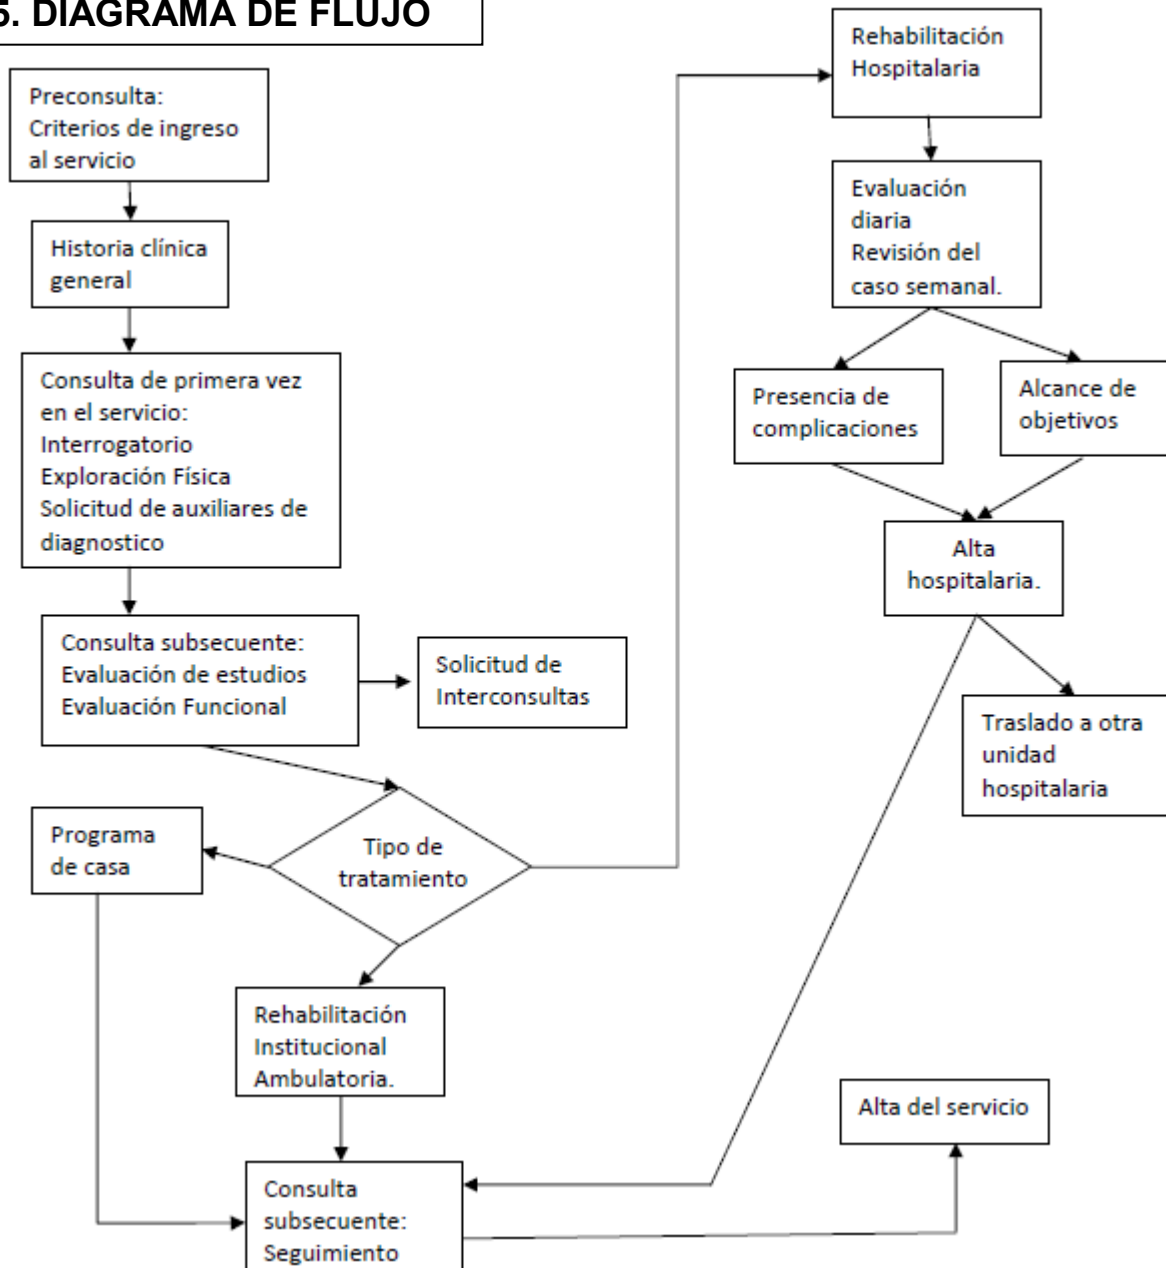 5. DIAGRAMA DE FLUJO
Preconsulta:
Criterios de ingreso
al servicio
Historia clínica
general
Consulta de primera vez
en el servicio:
Interrogatorio
Exploración Física
Solicitud de auxiliares de
diagnostico
Consulta subsecuente:
Evaluación de estudios
Evaluación Funcional
Solicitud de
Interconsultas
Tipo de
tratamiento
Programa
de casa
Rehabilitación
Institucional
Ambulatoria.
Consulta
subsecuente:
Seguimiento
Rehabilitación
Hospitalaria
Evaluación
diaria
Revisión del
caso semanal.
Presencia de
complicaciones
Alcance de
objetivos
Alta
hospitalaria.
Traslado a otra
unidad
hospitalaria
Alta del servicio